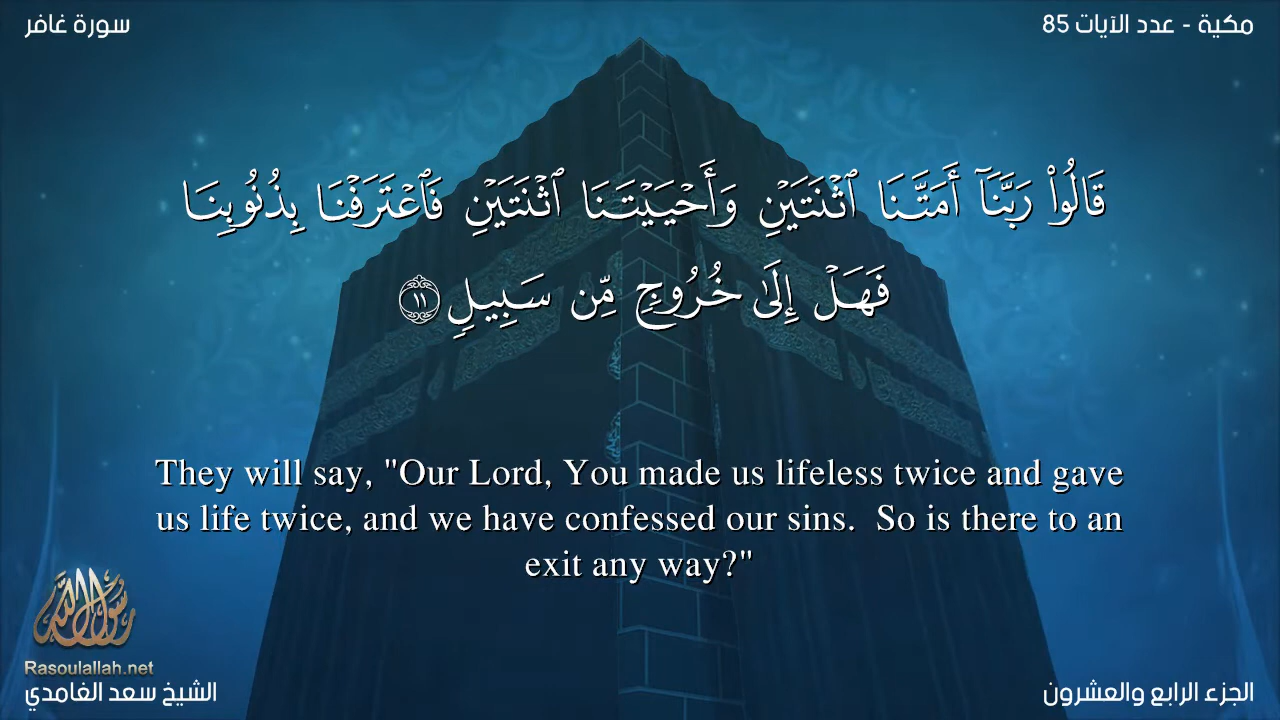 سورة غافر
مكية - عدد الآيات 85
قَالُوا۟ رَبَّنَآ أَمَتَّنَا ٱثْنَتَيْنِ وَأَحْيَيْتَنَا ٱثْنَتَيْنِ فَٱعْتَرَفْنَا بِذُنُوبِنَا
فَهَلْ إِلَىٰ خُرُوجٍ مِّن سَبِيلٍ ١١
They will say, "Our Lord, You made us lifeless twice and gave
us life twice, and we have confessed our sins.  So is there to an
exit any way?"
رسول الله
Rasoulallah.net
الشيخ سعد الغامدي
الجزء الرابع والعشرون